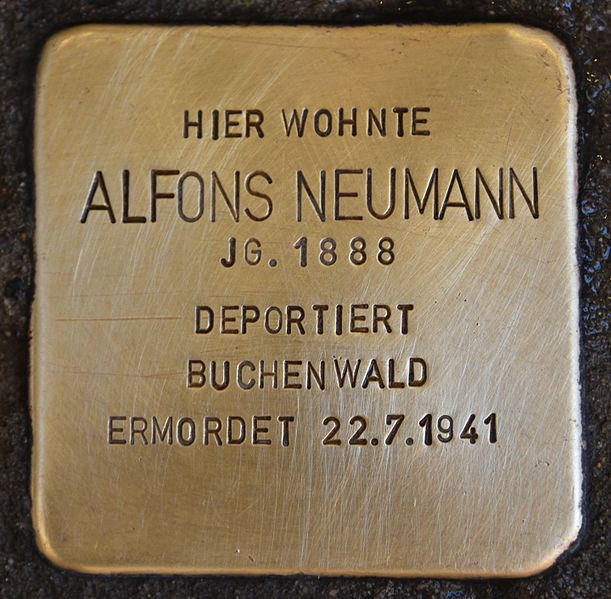 HIER WOHNTE
ALFONS NEUMANN
JG. 1888
DEPORTIERT
BUCHENWALD
ERMORDET 22.7.1941